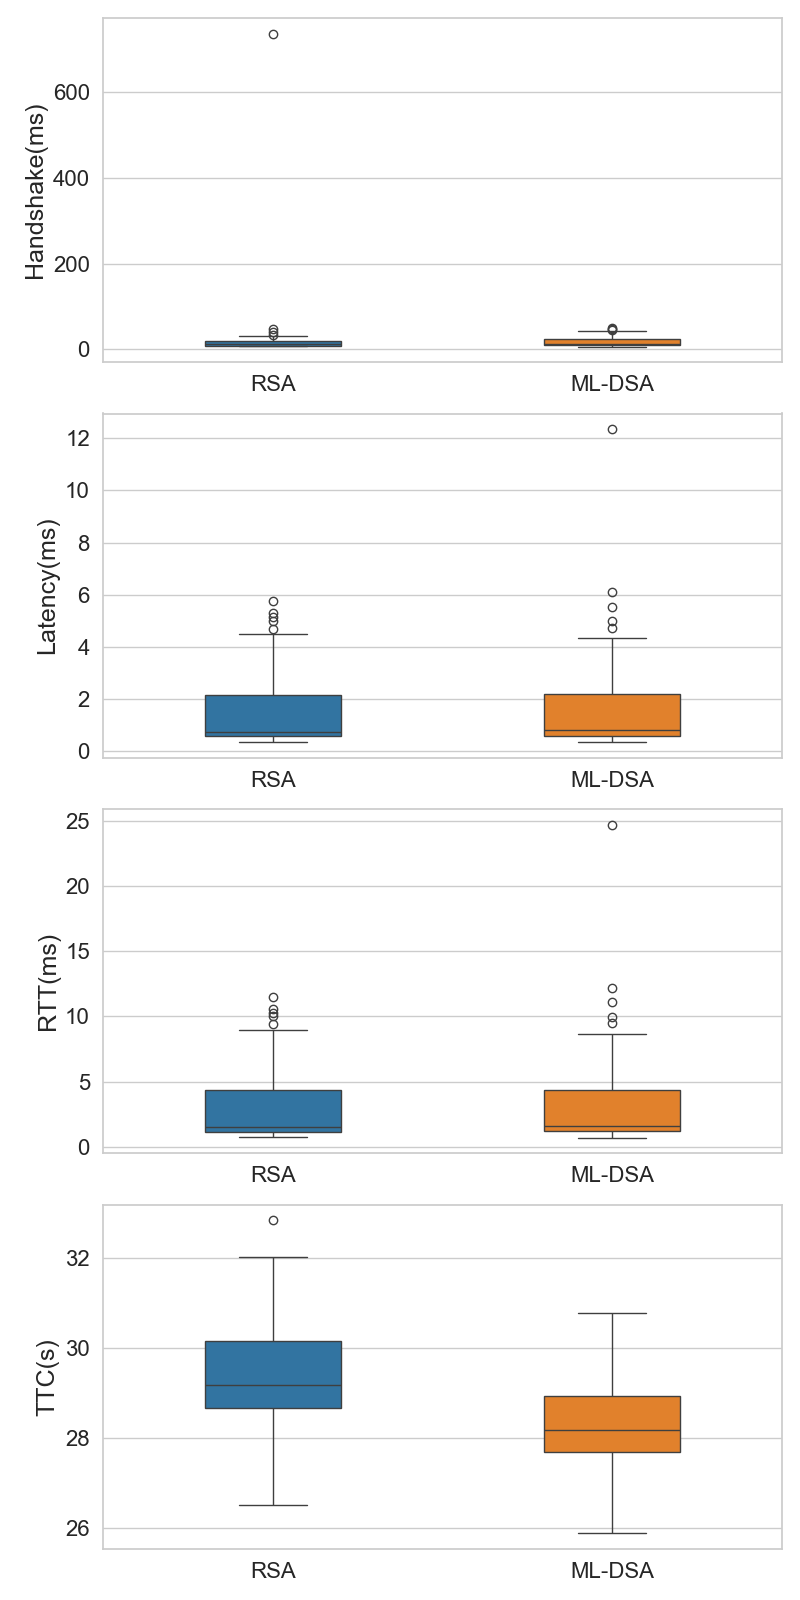 Handshake(ms)
600
400
200
0
RSA ML-DSA
Latency(ms)
12
10
8
6
4
2
0
RSA ML-DSA
RTT(ms)
25
20
15
10
5
0
RSA ML-DSA
TTC(s)
32
30
28
26
RSA ML-DSA